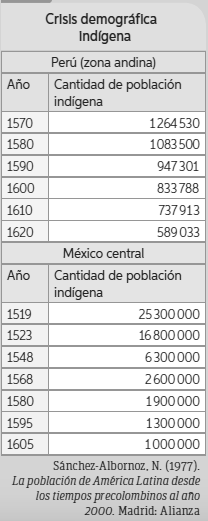 Crisis demográfica
Indígena
Perú (zona andina)
Año Cantidad de población
indígena
1570 1264530
1580 1083500
1590 947301
1600 833788
1610 737913
1620 589033
México central
Año Cantidad de población
indígena
1519 25300000
1523 16800000
1548 6300000
1568 2600000
1580 1900000
1595 1300000
1605 1000000
Sánchez-Albornoz, N. (1977).
La población de América Latina desde
los tiempos precolombinos al año
2000. Madrid: Alianza